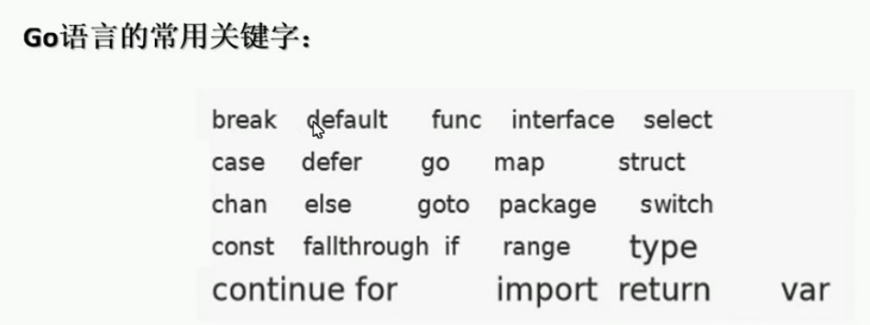 Go语言的常用关键字：
break default func interface select
case defer go map struct
chan else goto package switch
const fallthrough if range type
continue for import return var